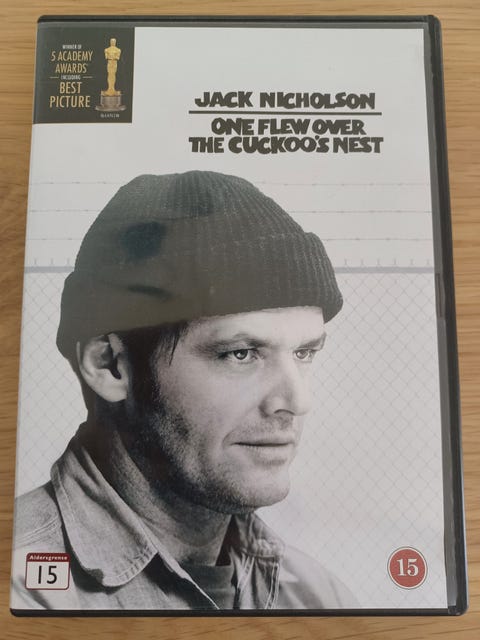 WINNER OF
5 ACADEMY
AWARDS
INCLUDING
BEST
PICTURE
JACK NICHOLSON
ONE FLEW OVER
THE CUCKOO'S NEST
Aldersgrense
15
15